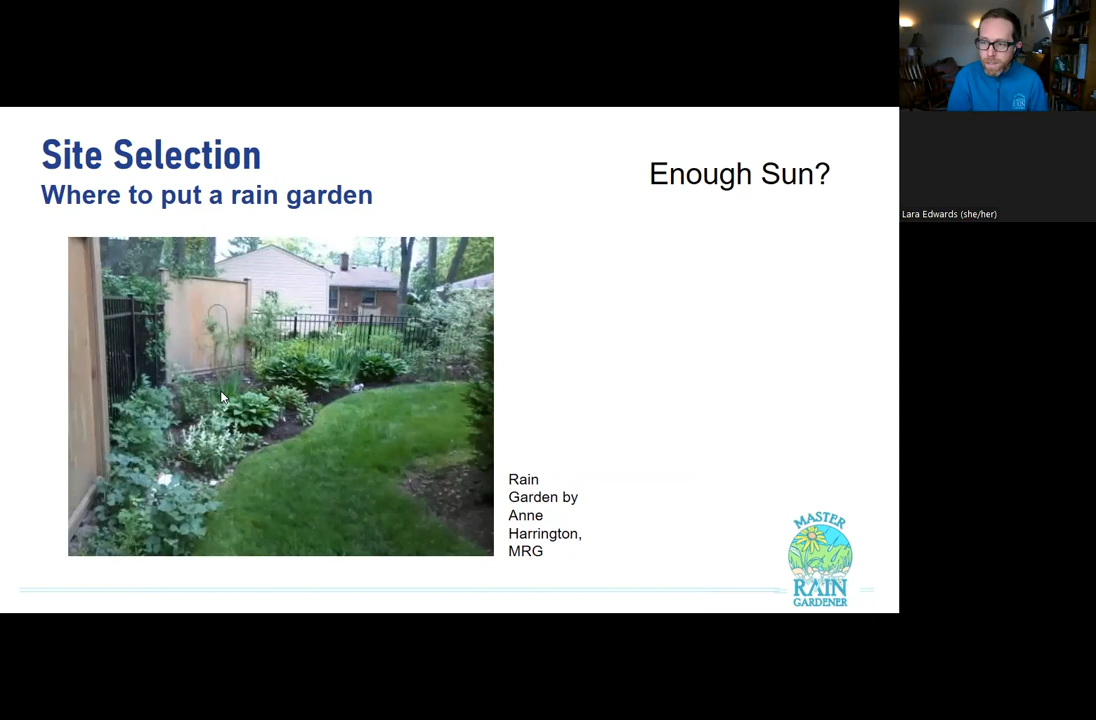 Site Selection
Where to put a rain garden
Enough Sun?
Rain
Garden by
Anne
Harrington,
MRG
MASTER
RAIN
GARDENER
Lara Edwards (she/her)